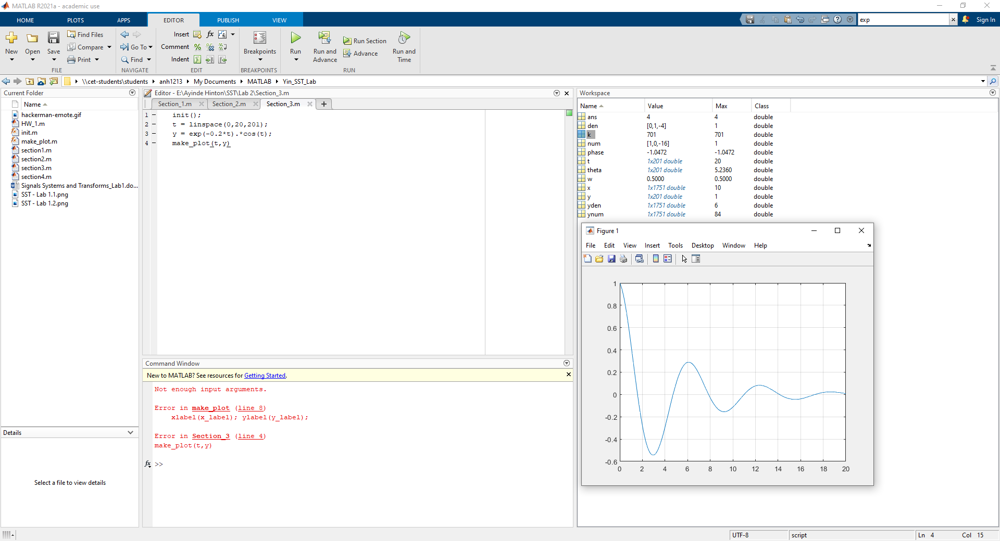 MATLAB R2021a - academic use
HOME PLOTS APPS EDITOR PUBLISH VIEW exp Sign In
New Open Save Find Files Compare Print
FILE
Go To Find
NAVIGATE
Insert fx
Comment
Indent
EDIT
Breakpoints
BREAKPOINTS
Run Run and Advance Run Section Advance Run and Time
RUN
\\cet-students\students anh1213 My Documents MATLAB Yin_SST_Lab
Current Folder
Name
hackerman-emote.gif
HW_1.m
init.m
make_plot.m
section1.m
section2.m
section3.m
section4.m
Signals Systems and Transforms_Lab1.do...
SST - Lab 1.1.png
SST - Lab 1.2.png
Details
Select a file to view details
Editor - E:\Ayinde Hinton\SST\Lab 2\Section_3.m
Section_1.m Section_2.m Section_3.m
1 init();
2 t = linspace(0,20,201);
3 y = exp(-0.2*t).*cos(t);
4 make_plot(t,y)
Command Window
New to MATLAB? See resources for Getting Started.
Not enough input arguments.
Error in make_plot (line 8)
xlabel(x_label); ylabel(y_label);
Error in Section_3 (line 4)
make_plot(t,y)
fx >>
Workspace
Name Value Max Class
ans 4 4 double
den [0,1,-4] 1 double
k 701 701 double
num [1,0,-16] 1 double
phase -1.0472 -1.0472 double
t 1x201 double 20 double
theta 1x201 double 5.2360 double
w 0.5000 0.5000 double
x 1x1751 double 10 double
y 1x201 double 1 double
yden 1x1751 double 6 double
ynum 1x1751 double 84 double
Figure 1
File Edit View Insert Tools Desktop Window Help
1
0.8
0.6
0.4
0.2
0
-0.2
-0.4
-0.6
0 2 4 6 8 10 12 14 16 18 20
UTF-8 script Ln 4 Col 15